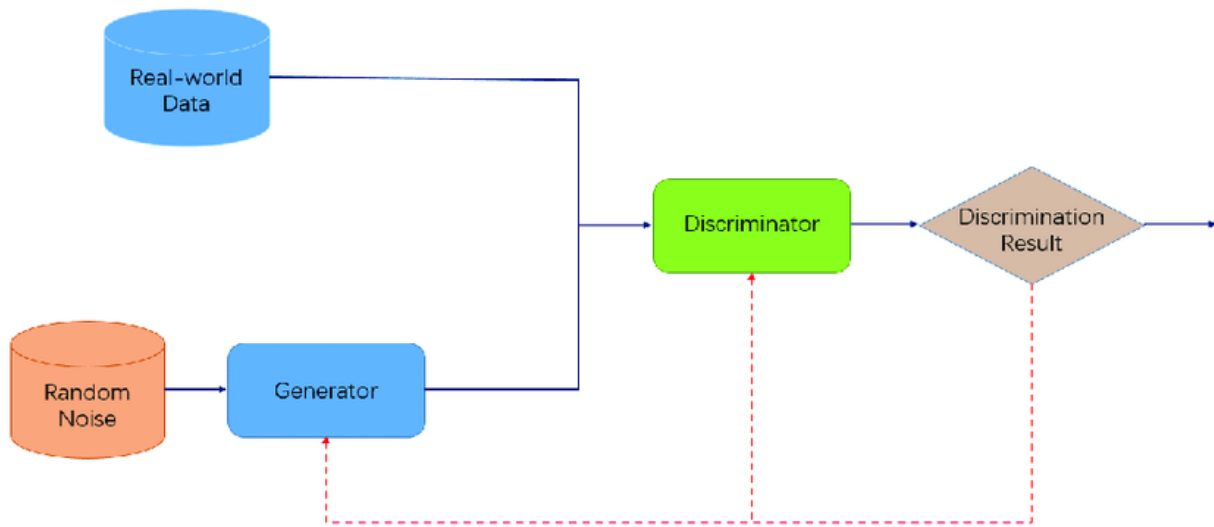 Real-world
Data
Discriminator
Discrimination
Result
Random
Noise
Generator